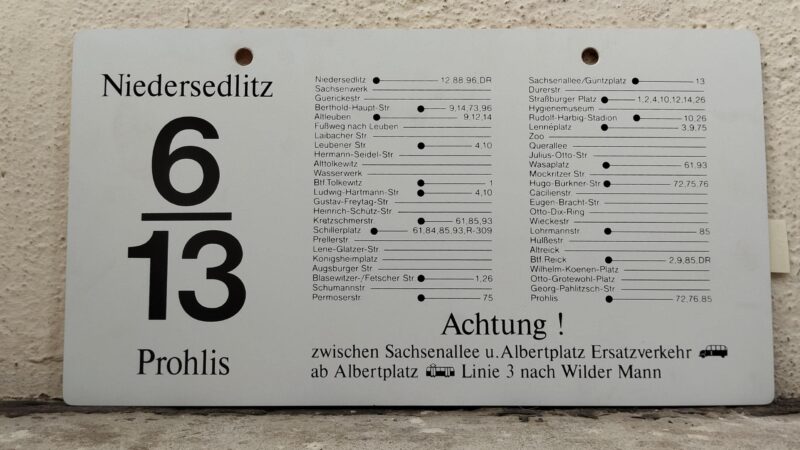 Niedersedlitz
6
13
Prohlis
Niedersedlitz 12.88.96,DR
Sachsenwerk
Guerickestr
Berthold-Haupt-Str 9,14,73,96
Altleuben 9,12,14
Fußweg nach Leuben
Laibacher Str
Leubener Str 4,10
Hermann-Seidel-Str.
Alttolkewitz
Wasserwerk
Btf.Tolkewitz 1
Ludwig-Hartmann-Str. 4,10
Gustav-Freytag-Str.
Heinrich-Schutz-Str.
Kretzschmerstr. 61,85,93
Schillerplatz 61,84,85,93,R-309
Prellerstr.
Lene-Glatzer-Str.
Königsheimplatz
Augsburger Str
Blasewitzer-/Fetscher Str. 1,26
Schumannstr
Permoserstr. 75
Sachsenallee/Güntzplatz 13
Dürerstr
Straßburger Platz 1,2,4,10,12,14,26
Hygienemuseum
Rudolf-Harbig-Stadion 10,26
Lennéplatz 3,9,75
Zoo
Querallee
Julius-Otto-Str
Wasaplatz 61,93
Mockritzer Str
Hugo-Bürkner-Str 72,75,76
Cäcilienstr.
Eugen-Bracht-Str
Otto-Dix-Ring
Wieckestr
Lohrmannstr 85
Hülßestr
Altreick
Btf.Reick 2,9,85,DR
Wilhelm-Koenen-Platz
Otto-Grotewohl-Platz
Georg-Pahlitzsch-Str
Prohlis 72,76,85
Achtung !
zwischen Sachsenallee u.Albertplatz Ersatzverkehr
ab Albertplatz Linie 3 nach Wilder Mann